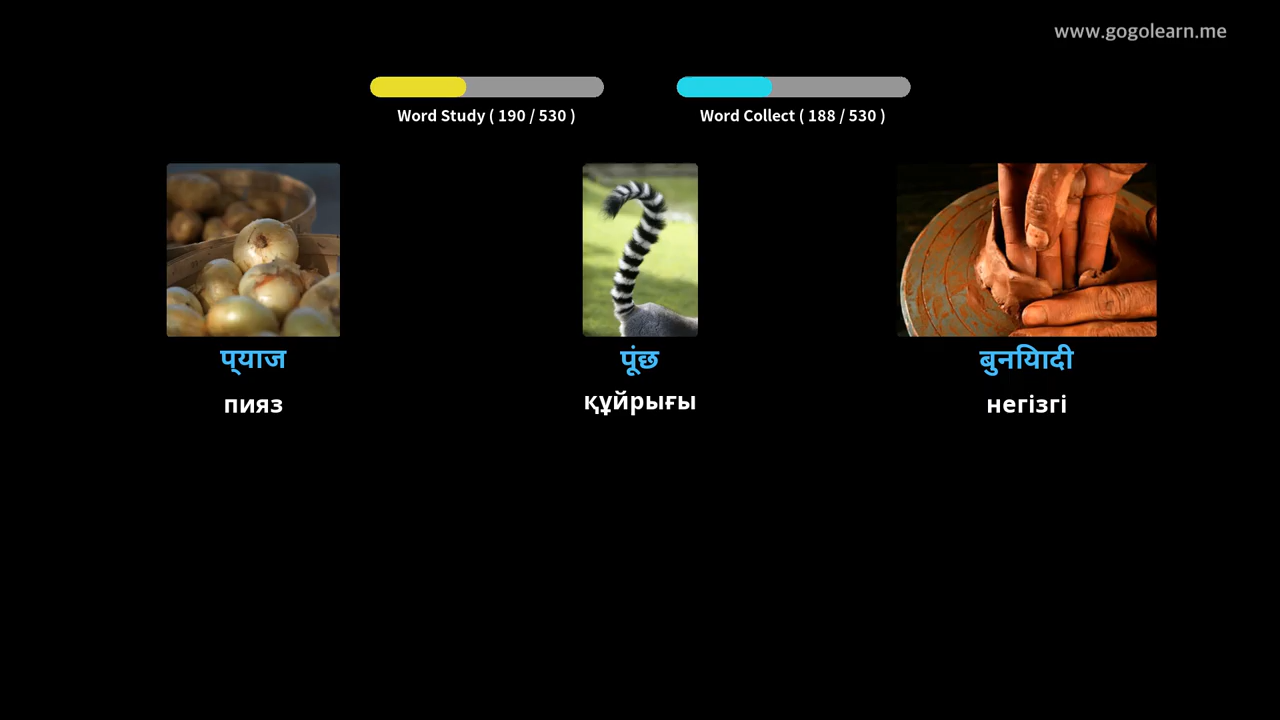 www.gogolearn.me
Word Study ( 190 / 530 )
Word Collect ( 188 / 530 )
प्याज
पूंछ
बुनियादी
пияз
құйрығы
негізгі